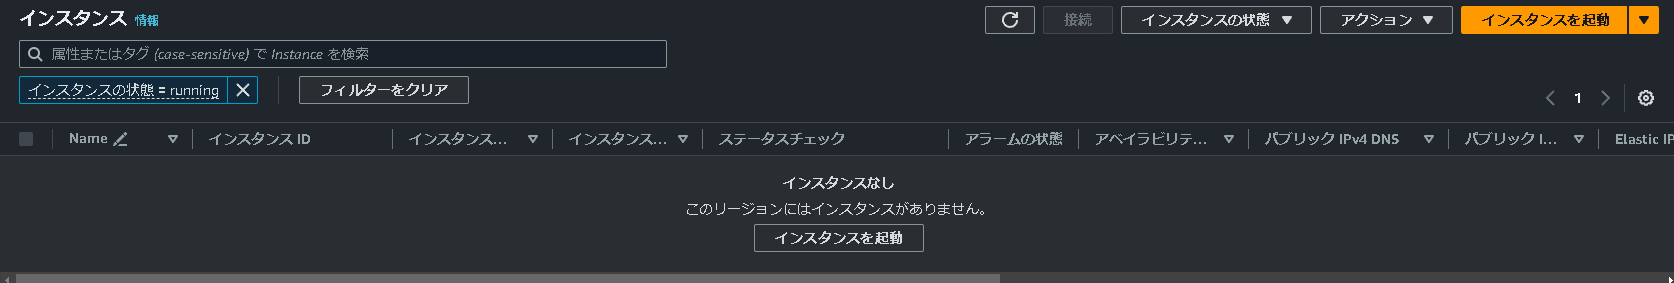 インスタンス 情報
接続 インスタンスの状態 アクション インスタンスを起動
属性またはタグ (case-sensitive) で Instance を検索
インスタンスの状態 = running フィルターをクリア
1
Name インスタンス ID インスタンス... インスタンス... ステータスチェック アラームの状態 アベイラビリテ... パブリック IPv4 DNS パブリック I... Elastic IP
インスタンスなし
このリージョンにはインスタンスがありません。
インスタンスを起動